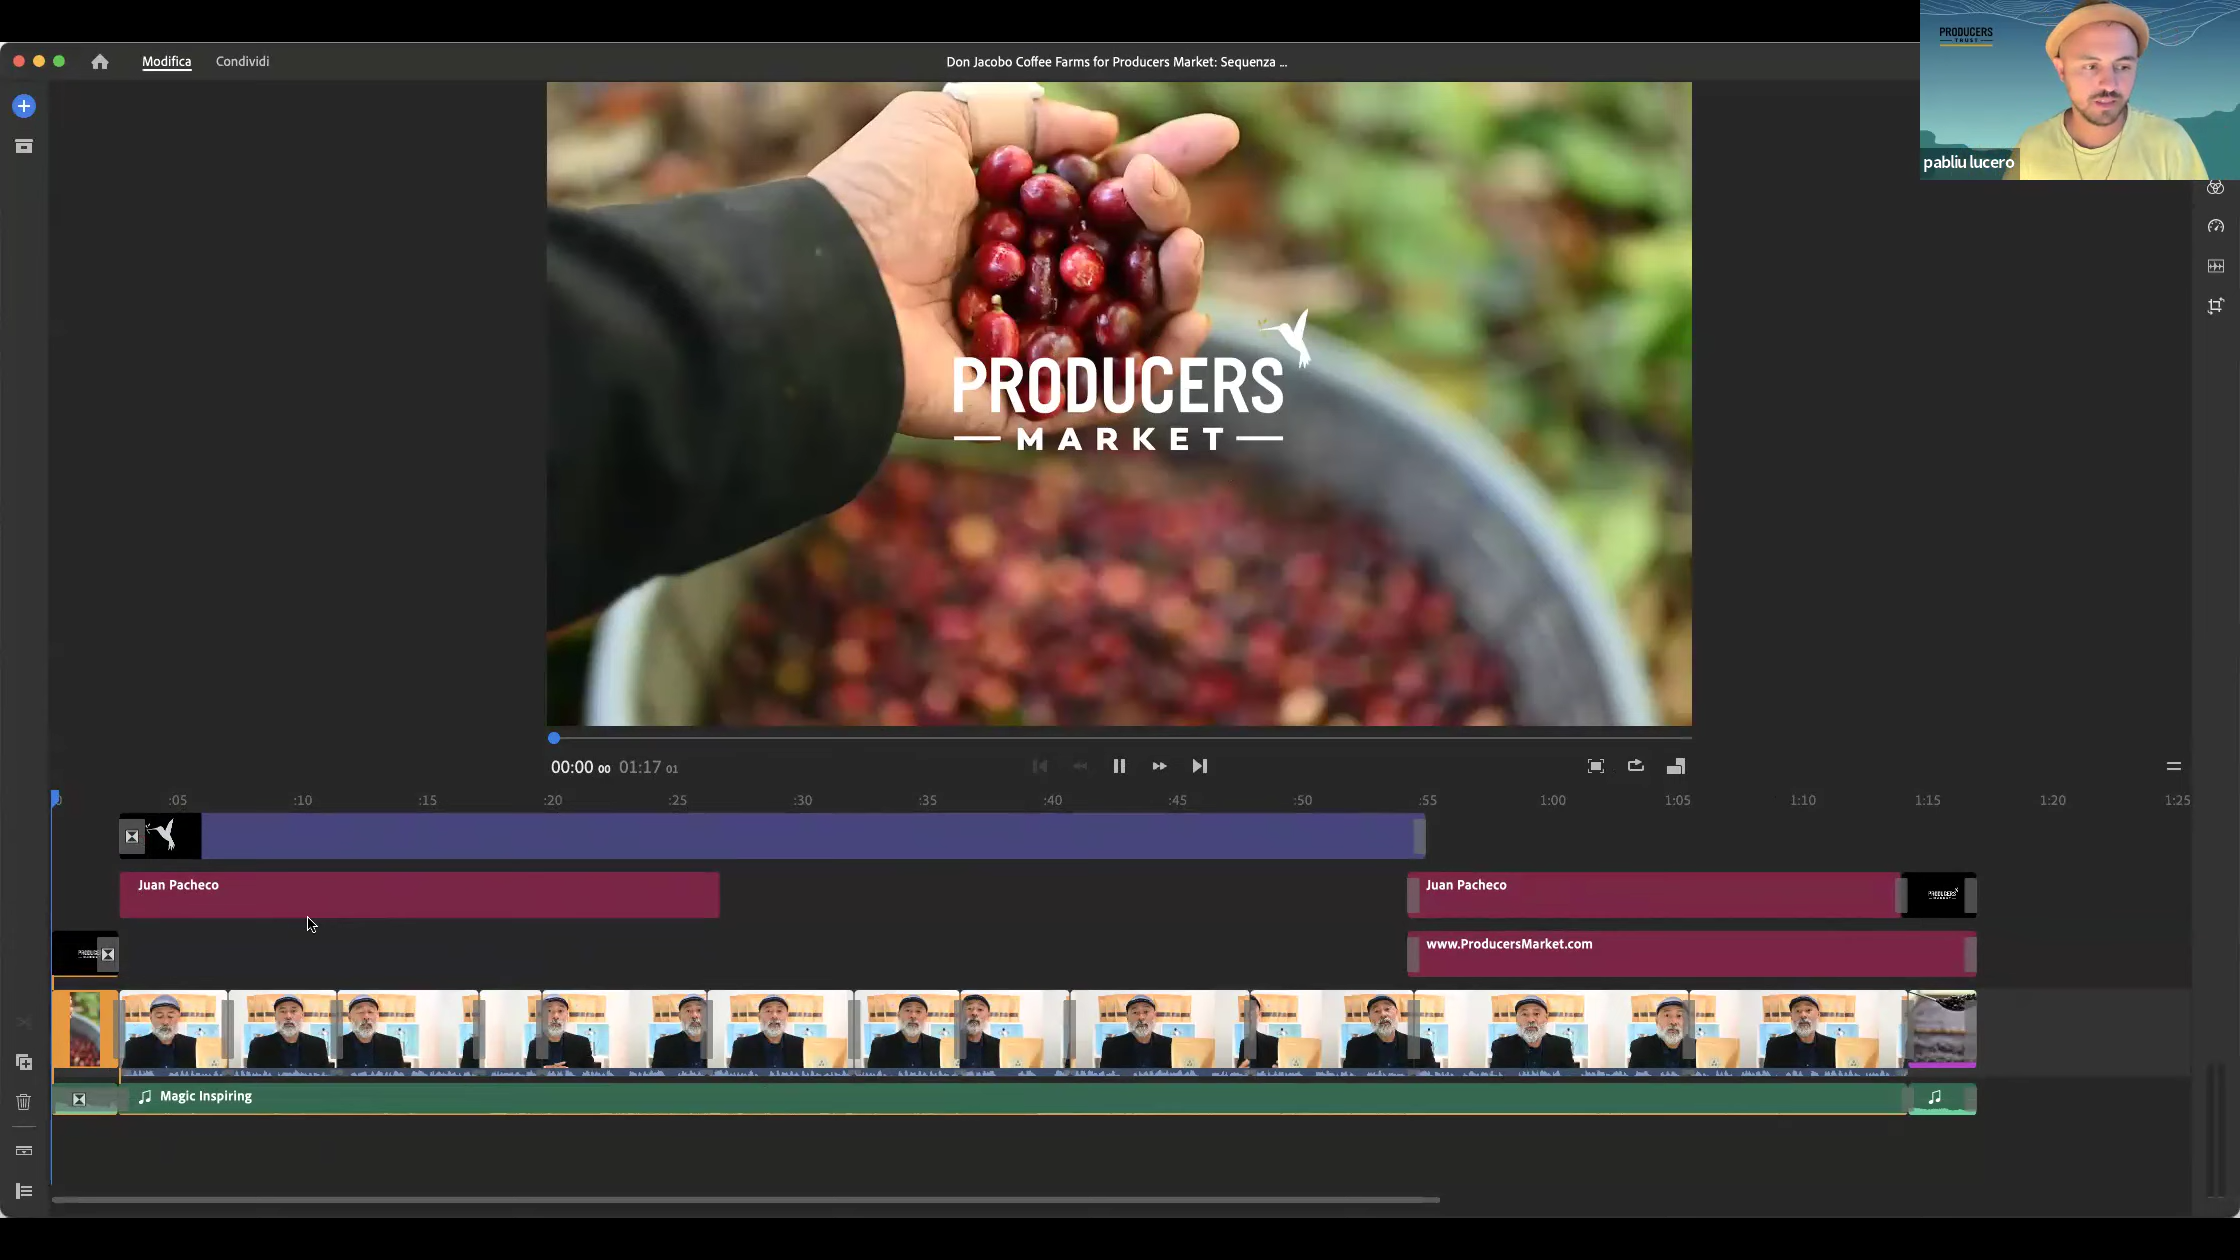 Modifica
Condividi
Don Jacobo Coffee Farms for Producers Market: Sequenza ...
PRODUCERS
TRUST
pabliu lucero
PRODUCERS
MARKET
00:00 00
01:17 01
:05
:10
:15
:20
:25
:30
:35
:40
:45
:50
:55
1:00
1:05
1:10
1:15
1:20
1:25
Juan Pacheco
Juan Pacheco
PRODUCERS
www.ProducersMarket.com
Magic Inspiring